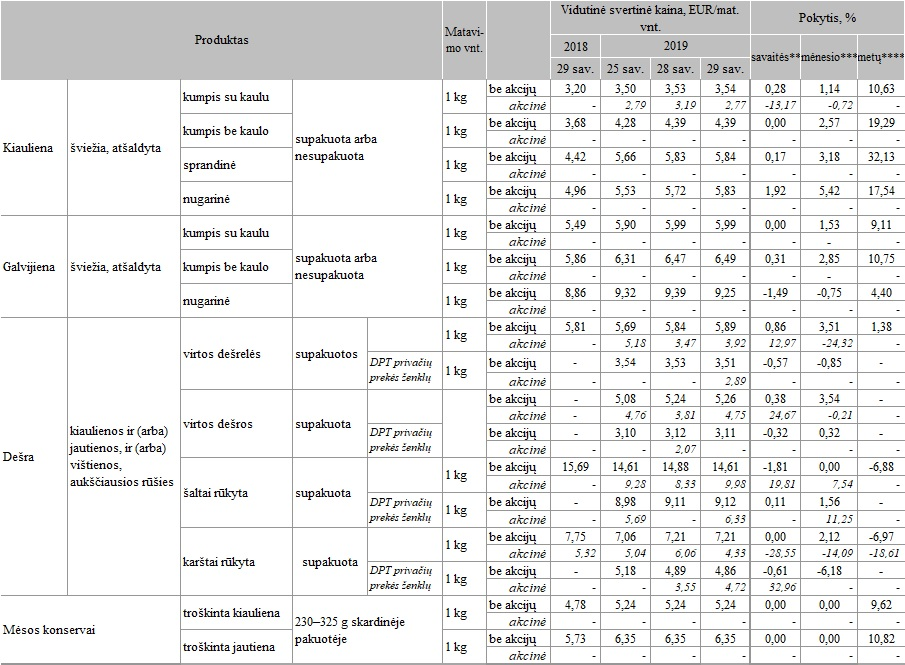 Produktas Matavi- Vidutinė svertinė kaina, EUR/mat. Pokytis, %
mo vnt. vnt.
2018 2019 savaitės** mėnesio*** metų****
29 sav. 25 sav. 28 sav. 29 sav.
Kiauliena šviežia, atšaldyta kumpis su kaulu supakuota arba nesupakuota 1 kg be akcijų 3,20 3,50 3,53 3,54 0,28 1,14 10,63
akcinė - 2,79 3,19 2,77 -13,17 -0,72 -
kumpis be kaulo 1 kg be akcijų 3,68 4,28 4,39 4,39 0,00 2,57 19,29
akcinė - - - - - - -
sprandinė 1 kg be akcijų 4,42 5,66 5,83 5,84 0,17 3,18 32,13
akcinė - - - - - - -
nugarinė 1 kg be akcijų 4,96 5,53 5,72 5,83 1,92 5,42 17,54
akcinė - - - - - - -
Galvijiena šviežia, atšaldyta kumpis su kaulu supakuota arba nesupakuota 1 kg be akcijų 5,49 5,90 5,99 5,99 0,00 1,53 9,11
akcinė - - - - - - -
kumpis be kaulo 1 kg be akcijų 5,86 6,31 6,47 6,49 0,31 2,85 10,75
akcinė - - - - - - -
nugarinė 1 kg be akcijų 8,86 9,32 9,39 9,25 -1,49 -0,75 4,40
akcinė - - - - - - -
Dešra kiaulienos ir (arba) jautienos, ir (arba) vištienos, aukščiausios rūšies virtos dešrelės supakuotos 1 kg be akcijų 5,81 5,69 5,84 5,89 0,86 3,51 1,38
akcinė - 5,18 3,47 3,92 12,97 -24,32 -
DPT privačių prekės ženklų 1 kg be akcijų - 3,54 3,53 3,51 -0,57 -0,85 -
akcinė - - - 2,89 - - -
virtos dešros supakuota be akcijų - 5,08 5,24 5,26 0,38 3,54 -
akcinė - 4,76 3,81 4,75 24,67 -0,21 -
DPT privačių prekės ženklų be akcijų - 3,10 3,12 3,11 -0,32 0,32 -
akcinė - - 2,07 - - - -
šaltai rūkyta supakuota 1 kg be akcijų 15,69 14,61 14,88 14,61 -1,81 0,00 -6,88
akcinė - 9,28 8,33 9,98 19,81 7,54 -
DPT privačių prekės ženklų 1 kg be akcijų - 8,98 9,11 9,12 0,11 1,56 -
akcinė - 5,69 - 6,33 - 11,25 -
karštai rūkyta supakuota 1 kg be akcijų 7,75 7,06 7,21 7,21 0,00 2,12 -6,97
akcinė 5,32 5,04 6,06 4,33 -28,55 -14,09 -18,61
DPT privačių prekės ženklų 1 kg be akcijų - 5,18 4,89 4,86 -0,61 -6,18 -
akcinė - - 3,55 4,72 32,96 - -
Mėsos konservai troškinta kiauliena 230–325 g skardinėje pakuotėje 1 kg be akcijų 4,78 5,24 5,24 5,24 0,00 0,00 9,62
akcinė - - - - - - -
troškinta jautiena 1 kg be akcijų 5,73 6,35 6,35 6,35 0,00 0,00 10,82
akcinė - - - - - - -